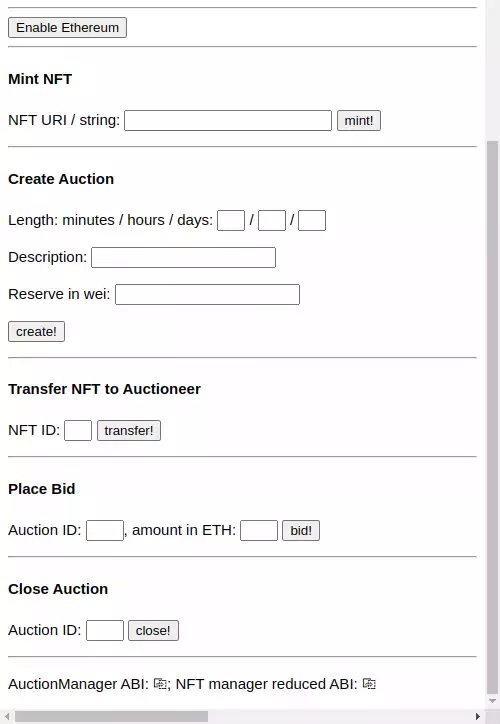 Enable Ethereum
Mint NFT
NFT URI / string: mint!
Create Auction
Length: minutes / hours / days: / /
Description:
Reserve in wei:
create!
Transfer NFT to Auctioneer
NFT ID: transfer!
Place Bid
Auction ID: , amount in ETH: bid!
Close Auction
Auction ID: close!
AuctionManager ABI: ; NFT manager reduced ABI: